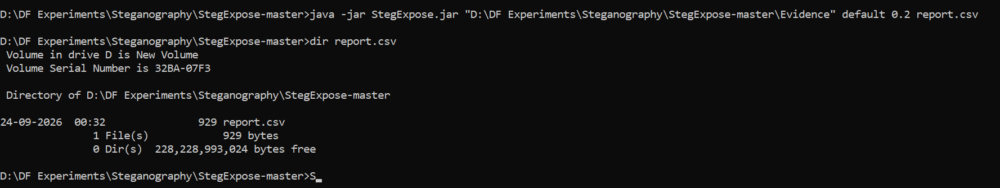 D:\DF Experiments\Steganography\StegExpose-master>java -jar StegExpose.jar "D:\DF Experiments\Steganography\StegExpose-master\Evidence" default 0.2 report.csv
D:\DF Experiments\Steganography\StegExpose-master>dir report.csv
 Volume in drive D is New Volume
 Volume Serial Number is 32BA-07F3
 Directory of D:\DF Experiments\Steganography\StegExpose-master
24-09-2026  00:32               929 report.csv
               1 File(s)            929 bytes
               0 Dir(s)  228,228,993,024 bytes free
D:\DF Experiments\Steganography\StegExpose-master>S_